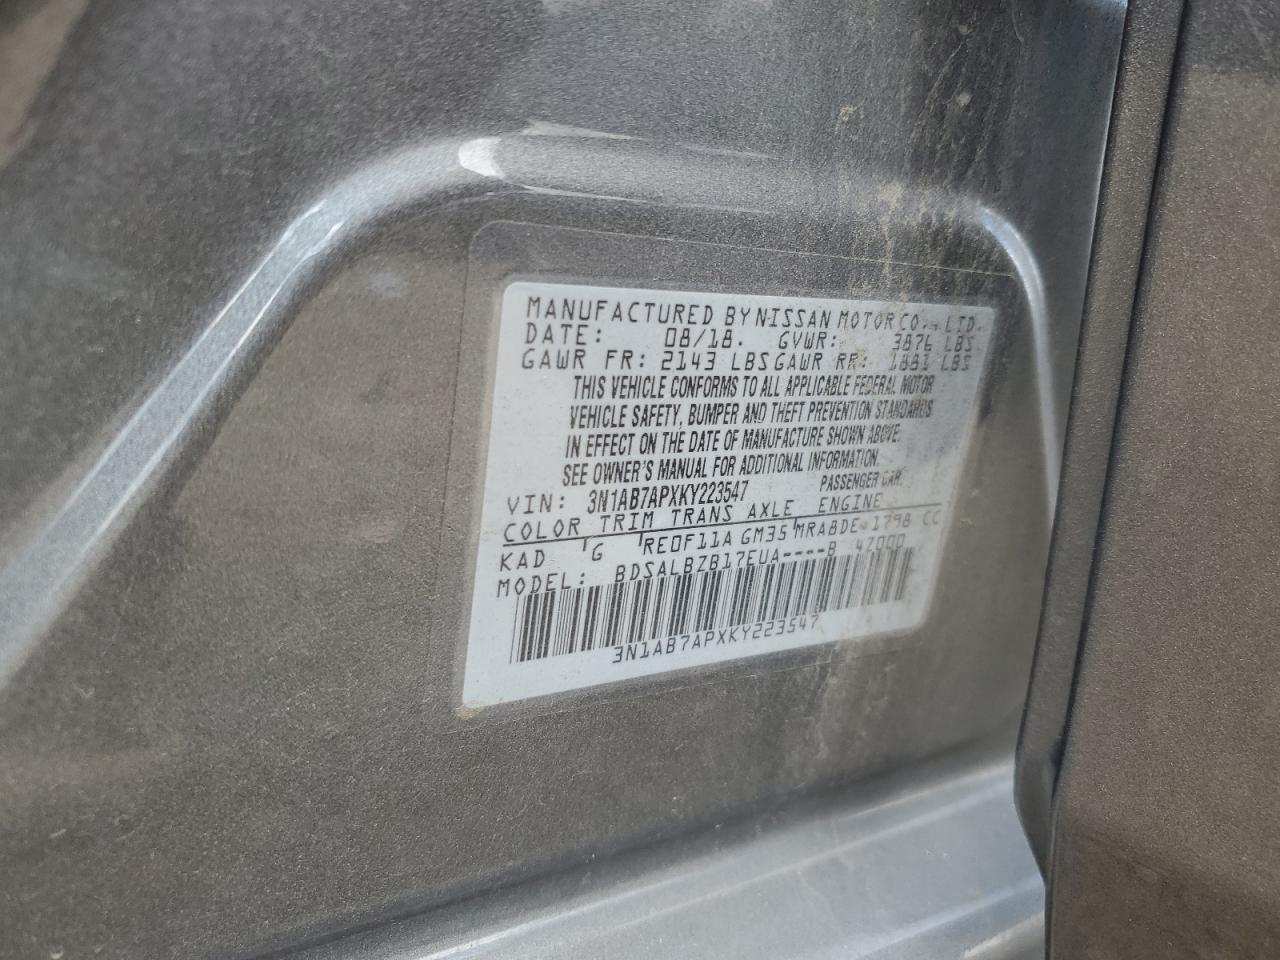 MANUFACTURED BY NISSAN MOTOR CO., LTD.
DATE: 08/18. GVWR: 3876 LBS
GAWR FR: 2143 LBS GAWR RR: 1881 LBS
THIS VEHICLE CONFORMS TO ALL APPLICABLE FEDERAL MOTOR
VEHICLE SAFETY, BUMPER AND THEFT PREVENTION STANDARDS
IN EFFECT ON THE DATE OF MANUFACTURE SHOWN ABOVE.
SEE OWNER'S MANUAL FOR ADDITIONAL INFORMATION.
VIN: 3N1AB7APXKY223547 PASSENGER CAR.
COLOR TRIM TRANS AXLE ENGINE
KAD G RE0F11A GM35 MRA8DE 1798 CC
MODEL: BDSALBZB17EUA----B 47000
3N1AB7APXKY223547